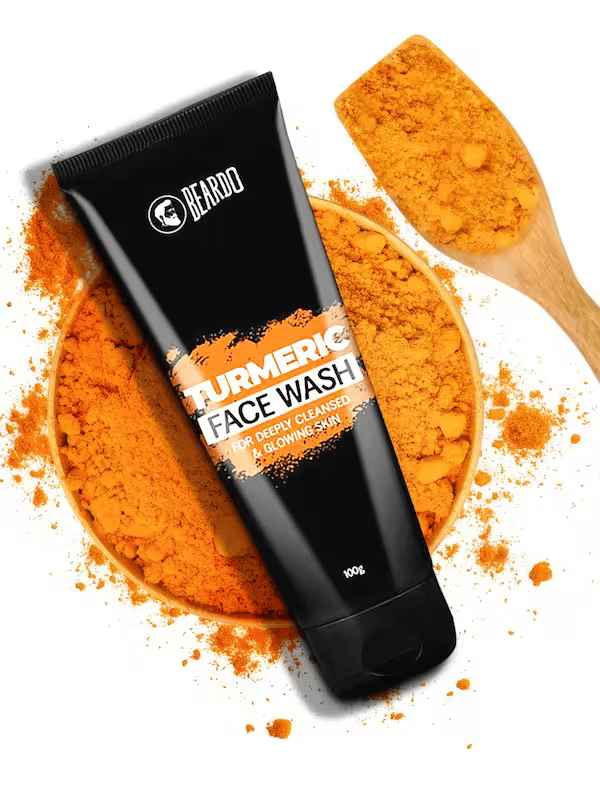 BEARDO
TURMERIC
FACE WASH
FOR DEEPLY CLEANSED
& GLOWING SKIN
100g